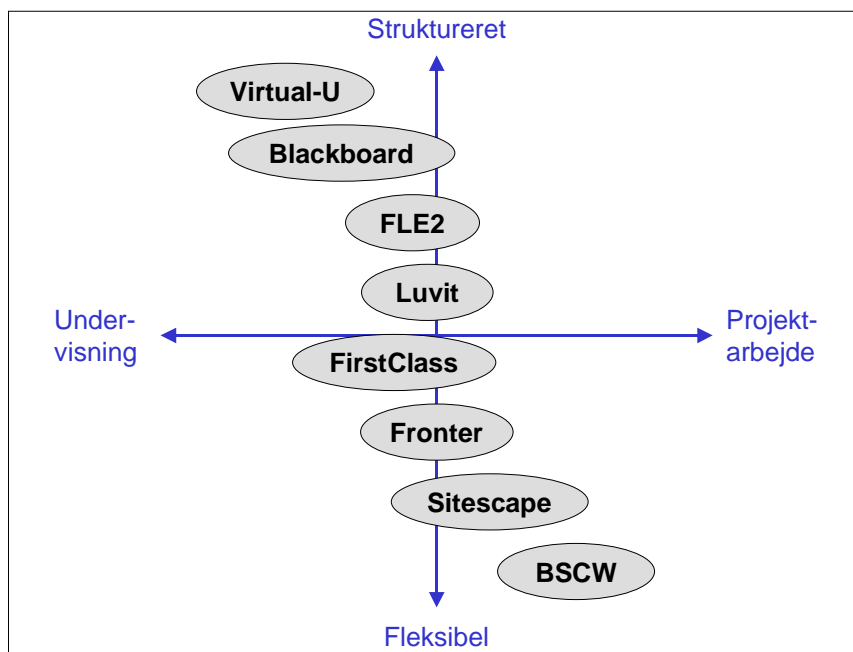 Struktureret
Virtual-U
Blackboard
FLE2
Luvit
Under-
visning
Projekt-
arbejde
FirstClass
Fronter
Sitescape
BSCW
Fleksibel